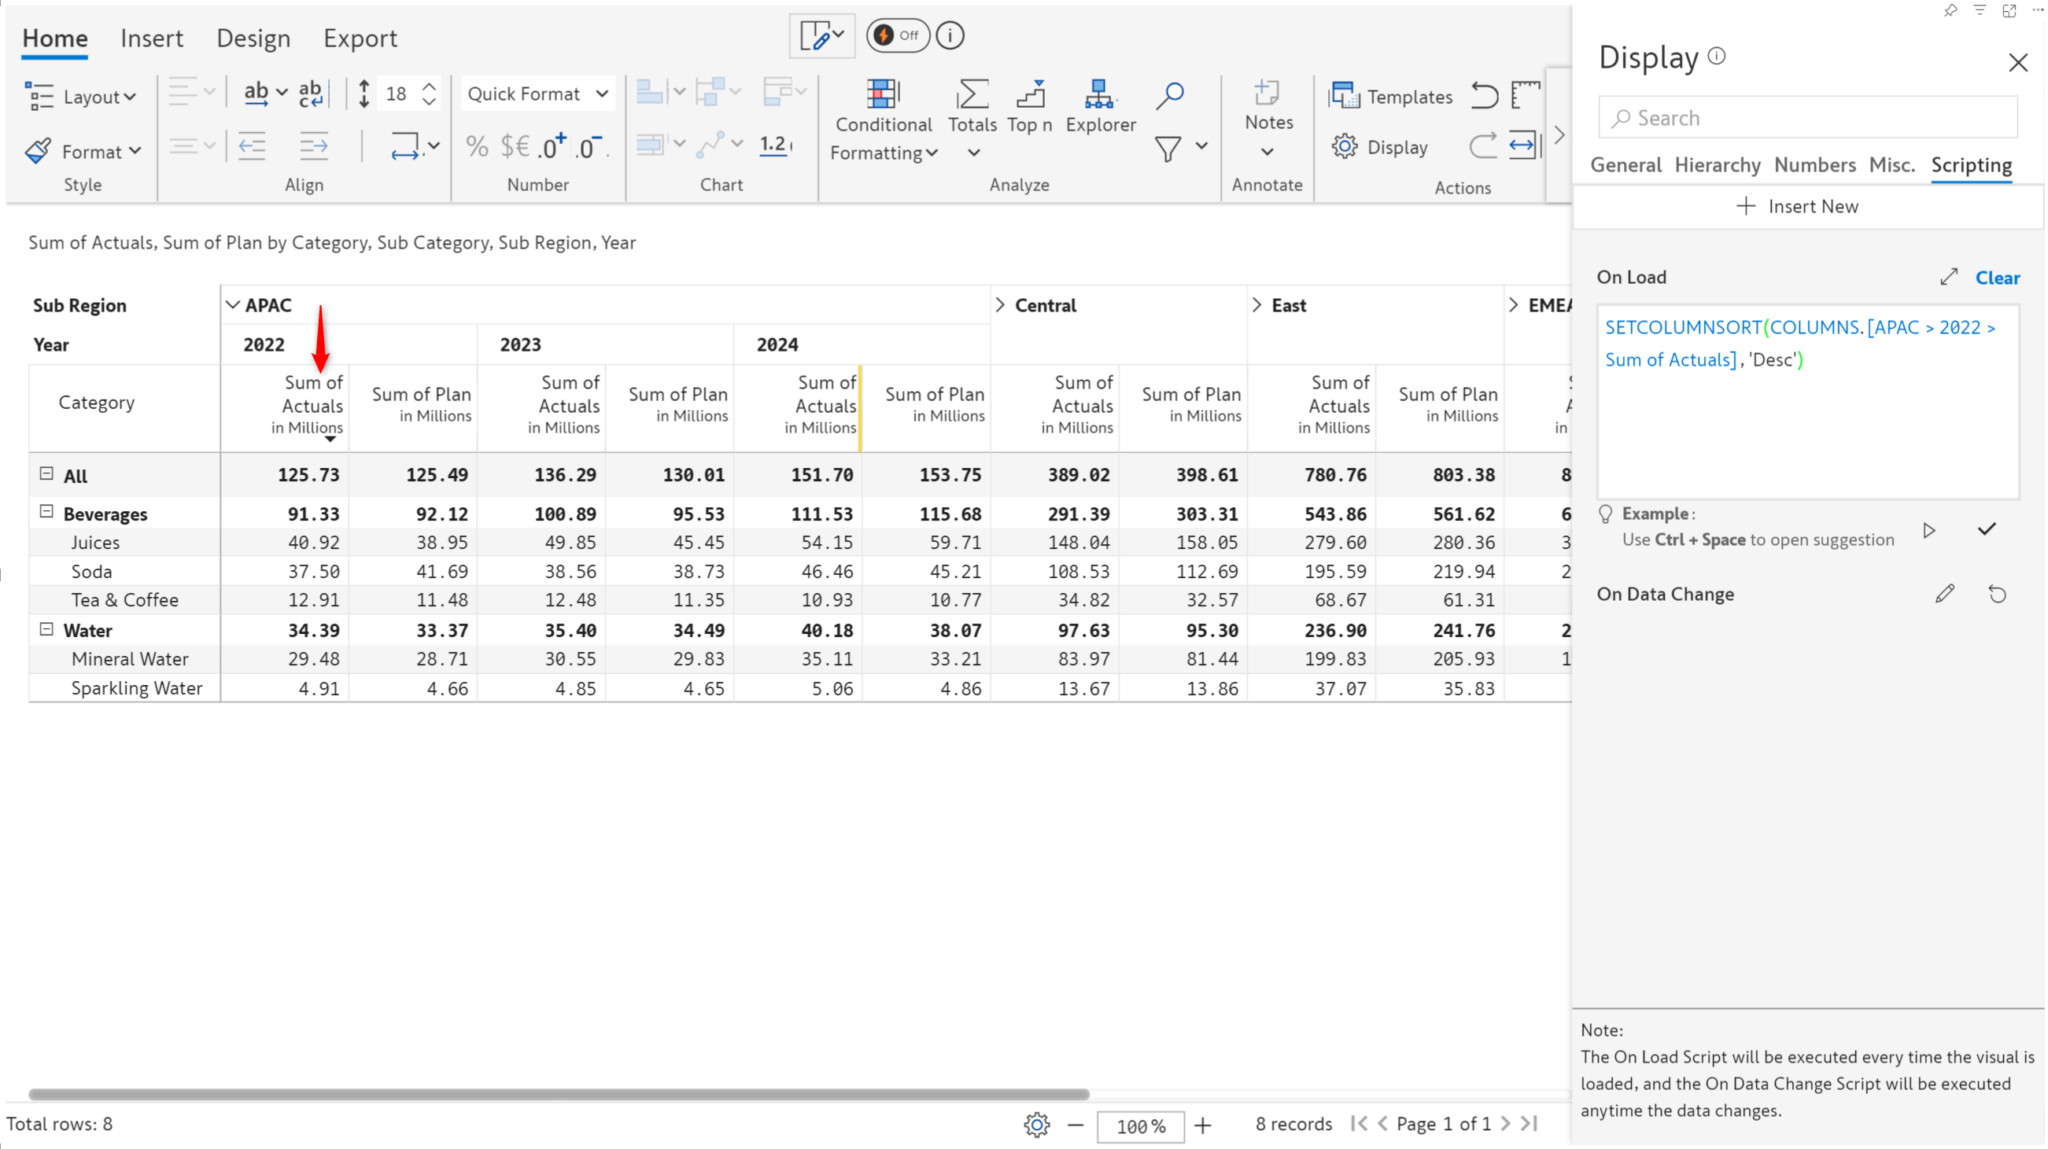 Home Insert Design Export
Off
Layout
Format
Style
ab
ab
c
18
Align
Quick Format
% $€ .0+ .0-
Number
1.2
Chart
Conditional
Formatting
Totals
Top n
Explorer
Analyze
Notes
Annotate
Templates
Display
Actions
Sum of Actuals, Sum of Plan by Category, Sub Category, Sub Region, Year
Sub Region APAC Central East EMEA
Year 2022 2023 2024
Category
Sum of Actuals in Millions
Sum of Plan in Millions
Sum of Actuals in Millions
Sum of Plan in Millions
Sum of Actuals in Millions
Sum of Plan in Millions
Sum of Actuals in Millions
Sum of Plan in Millions
Sum of Actuals in Millions
Sum of Plan in Millions
in
All 125.73 125.49 136.29 130.01 151.70 153.75 389.02 398.61 780.76 803.38 8
Beverages 91.33 92.12 100.89 95.53 111.53 115.68 291.39 303.31 543.86 561.62 6
Juices 40.92 38.95 49.85 45.45 54.15 59.71 148.04 158.05 279.60 280.36 3
Soda 37.50 41.69 38.56 38.73 46.46 45.21 108.53 112.69 195.59 219.94 2
Tea & Coffee 12.91 11.48 12.48 11.35 10.93 10.77 34.82 32.57 68.67 61.31
Water 34.39 33.37 35.40 34.49 40.18 38.07 97.63 95.30 236.90 241.76 2
Mineral Water 29.48 28.71 30.55 29.83 35.11 33.21 83.97 81.44 199.83 205.93 1
Sparkling Water 4.91 4.66 4.85 4.65 5.06 4.86 13.67 13.86 37.07 35.83
Total rows: 8
100 %
8 records
Page 1 of 1
Display
Search
General Hierarchy Numbers Misc. Scripting
Insert New
On Load
Clear
SETCOLUMNSORT(COLUMNS.[APAC > 2022 >
Sum of Actuals],'Desc')
Example:
Use Ctrl + Space to open suggestion
On Data Change
Note:
The On Load Script will be executed every time the visual is
loaded, and the On Data Change Script will be executed
anytime the data changes.